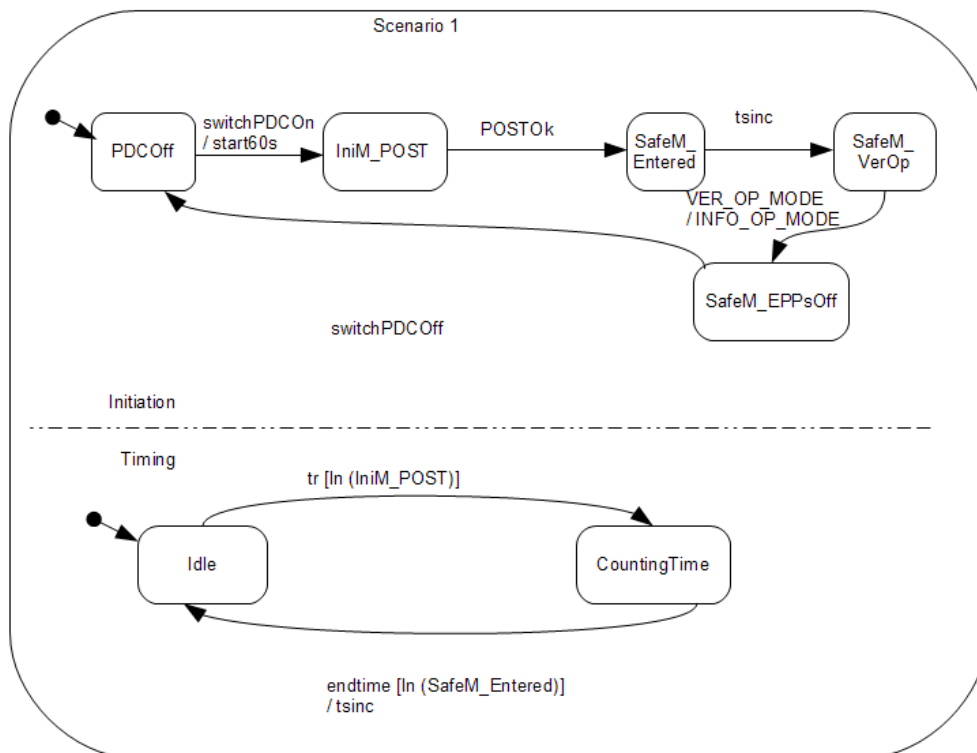 Scenario 1
switchPDCOn
/ start60s
POSTOk
tsinc
PDCOff
IniM_POST
SafeM_
Entered
SafeM_
VerOp
VER_OP_MODE
/ INFO_OP_MODE
SafeM_EPPsOff
switchPDCOff
Initiation
Timing
tr [In (IniM_POST)]
Idle
CountingTime
endtime [In (SafeM_Entered)]
/ tsinc